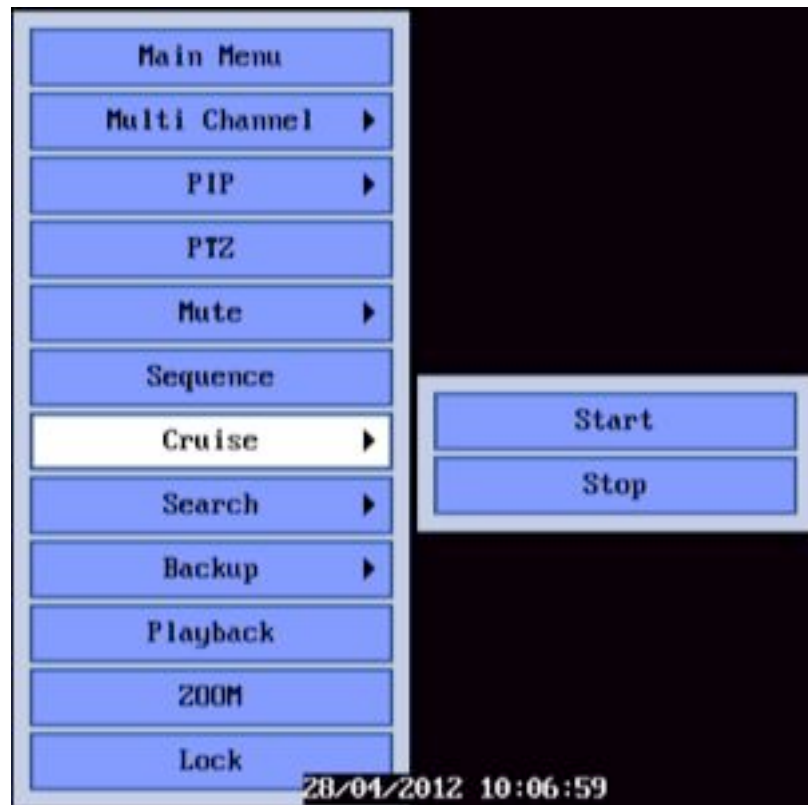 Main Menu
Multi Channel
PIP
PTZ
Mute
Sequence
Cruise
Search
Backup
Playback
ZOOM
Lock
Start
Stop
28/04/2012 10:06:59